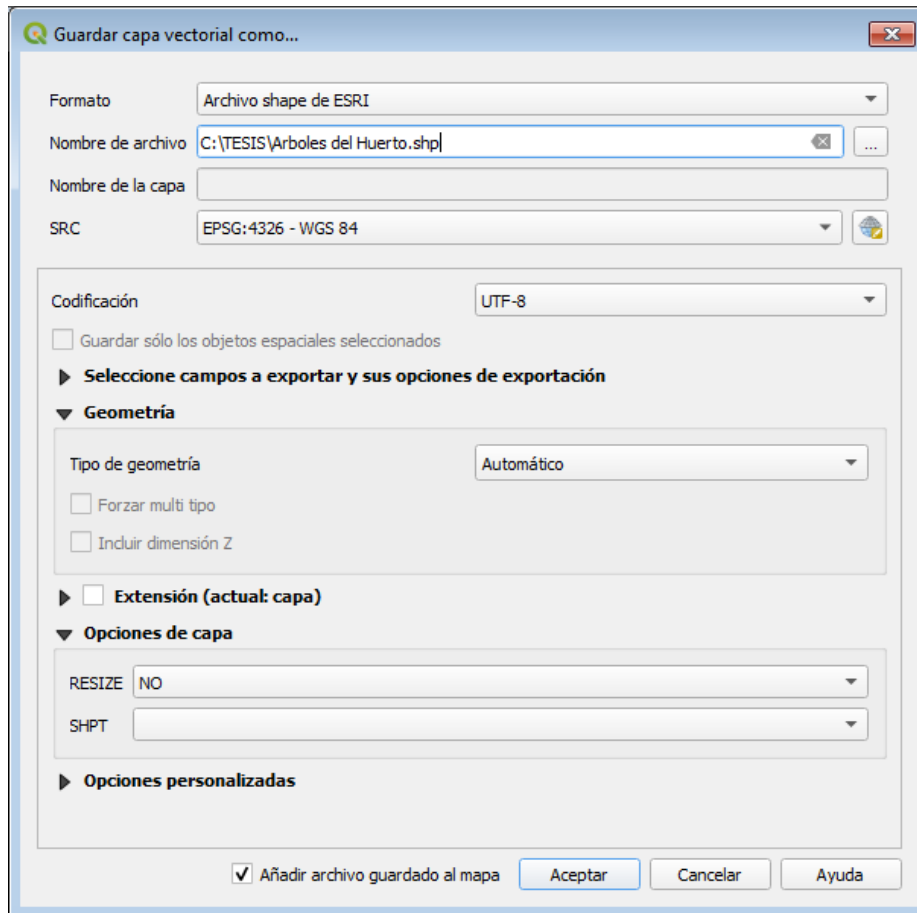 Guardar capa vectorial como...
Formato Archivo shape de ESRI
Nombre de archivo C:\TESIS\Arboles del Huerto.shp ...
Nombre de la capa
SRC EPSG:4326 - WGS 84
Codificación UTF-8
Guardar sólo los objetos espaciales seleccionados
Seleccione campos a exportar y sus opciones de exportación
Geometría
Tipo de geometría Automático
Forzar multi tipo
Incluir dimensión Z
Extensión (actual: capa)
Opciones de capa
RESIZE NO
SHPT
Opciones personalizadas
Añadir archivo guardado al mapa Aceptar Cancelar Ayuda